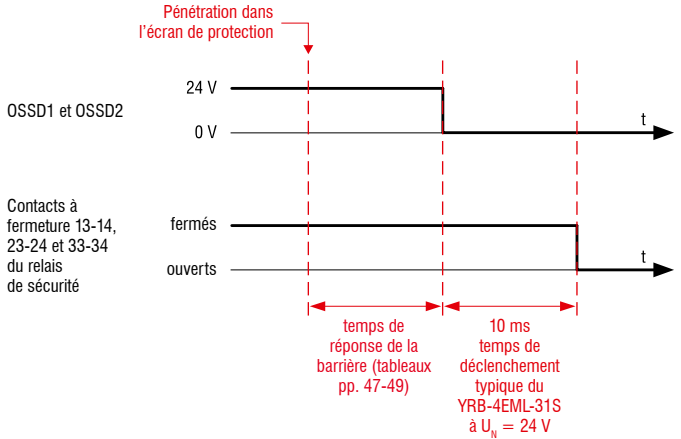 Pénétration dans
l'écran de protection
OSSD1 et OSSD2
24 V
0 V
t
Contacts à
fermeture 13-14,
23-24 et 33-34
du relais
de sécurité
fermés
ouverts
t
temps de
réponse de la
barrière (tableaux
pp. 47-49)
10 ms
temps de
déclenchement
typique du
YRB-4EML-31S
à U_N = 24 V